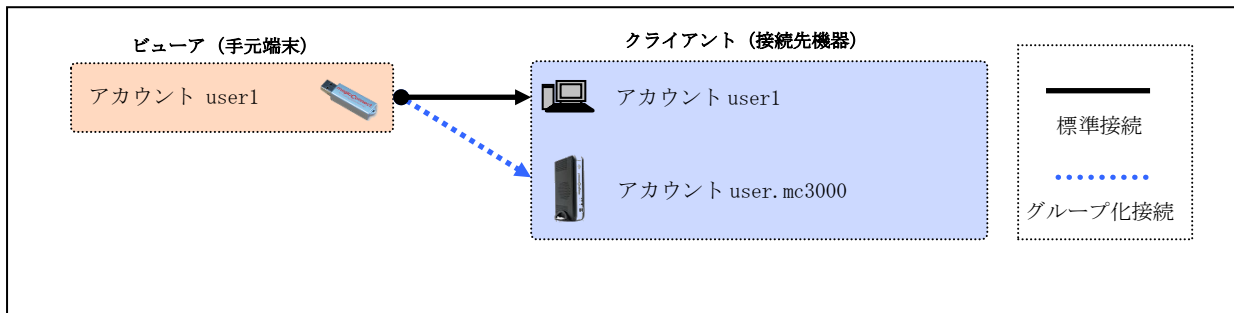 ビューア（手元端末）
クライアント（接続先機器）
アカウント user1
アカウント user1
アカウント user.mc3000
標準接続
グループ化接続